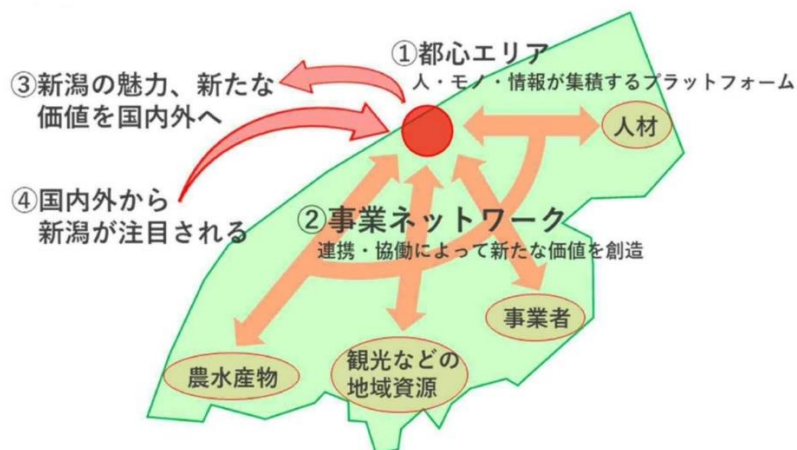 ①都心エリア
人・モノ・情報が集積するプラットフォーム
③新潟の魅力、新たな
価値を国内外へ
人材
④国内外から
新潟が注目される
②事業ネットワーク
連携・協働によって新たな価値を創造
事業者
農水産物
観光などの
地域資源